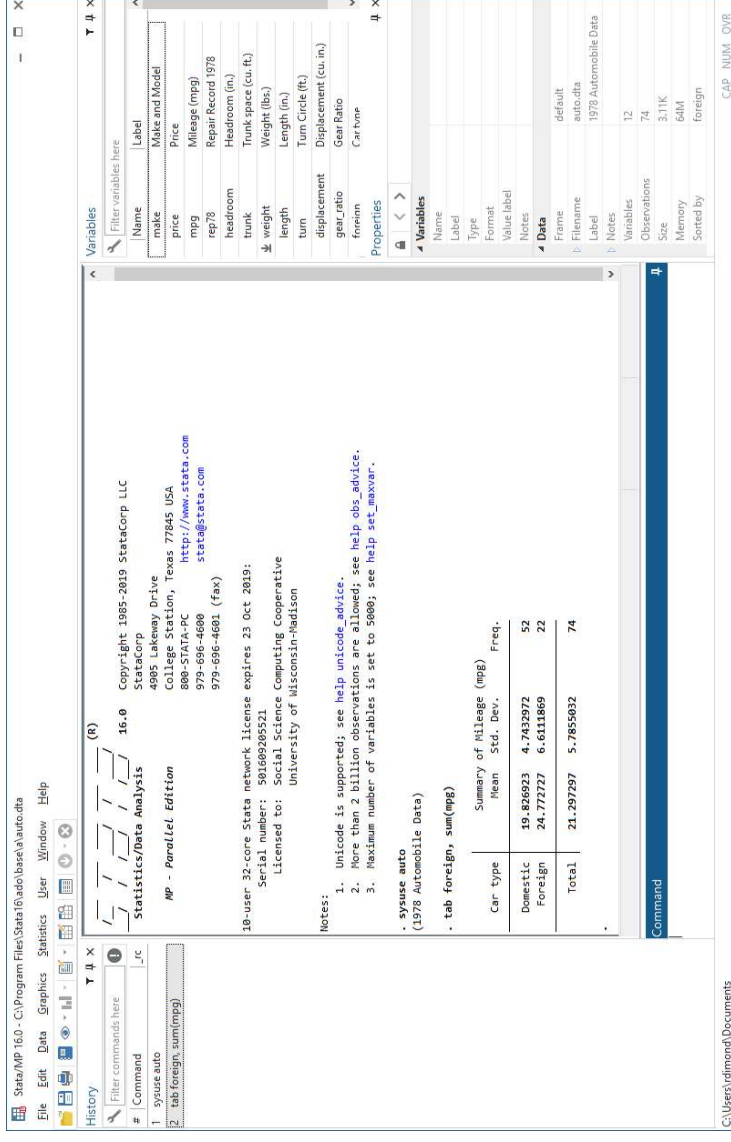 Stata/MP 16.0 - C:\Program Files\Stata16\ado\base\a\auto.dta
File Edit Data Graphics Statistics User Window Help
History
Filter commands here
# Command _rc
1 sysuse auto
2 tab foreign, sum(mpg)
(R)
16.0 Copyright 1985-2019 StataCorp LLC
Statistics/Data Analysis StataCorp
4905 Lakeway Drive
MP - Parallel Edition College Station, Texas 77845 USA
800-STATA-PC http://www.stata.com
979-696-4600 stata@stata.com
979-696-4601 (fax)
10-user 32-core Stata network license expires 23 Oct 2019:
Serial number: 501609205521
Licensed to: Social Science Computing Cooperative
University of Wisconsin-Madison
Notes:
1. Unicode is supported; see help unicode_advice.
2. More than 2 billion observations are allowed; see help obs_advice.
3. Maximum number of variables is set to 5000; see help set_maxvar.
. sysuse auto
(1978 Automobile Data)
. tab foreign, sum(mpg)
Summary of Mileage (mpg)
Car type Mean Std. Dev. Freq.
Domestic 19.826923 4.7432972 52
Foreign 24.772727 6.6111869 22
Total 21.297297 5.7855032 74
.
Command
Variables
Filter variables here
Name Label
make Make and Model
price Price
mpg Mileage (mpg)
rep78 Repair Record 1978
headroom Headroom (in.)
trunk Trunk space (cu. ft.)
weight Weight (lbs.)
length Length (in.)
turn Turn Circle (ft.)
displacement Displacement (cu. in.)
gear_ratio Gear Ratio
foreign Car type
Properties
Variables
Name
Label
Type
Format
Value label
Notes
Data
Frame default
Filename auto.dta
Label 1978 Automobile Data
Notes
Variables 12
Observations 74
Size 3.11K
Memory 64M
Sorted by foreign
C:\Users\rdimond\Documents
CAP NUM OVR